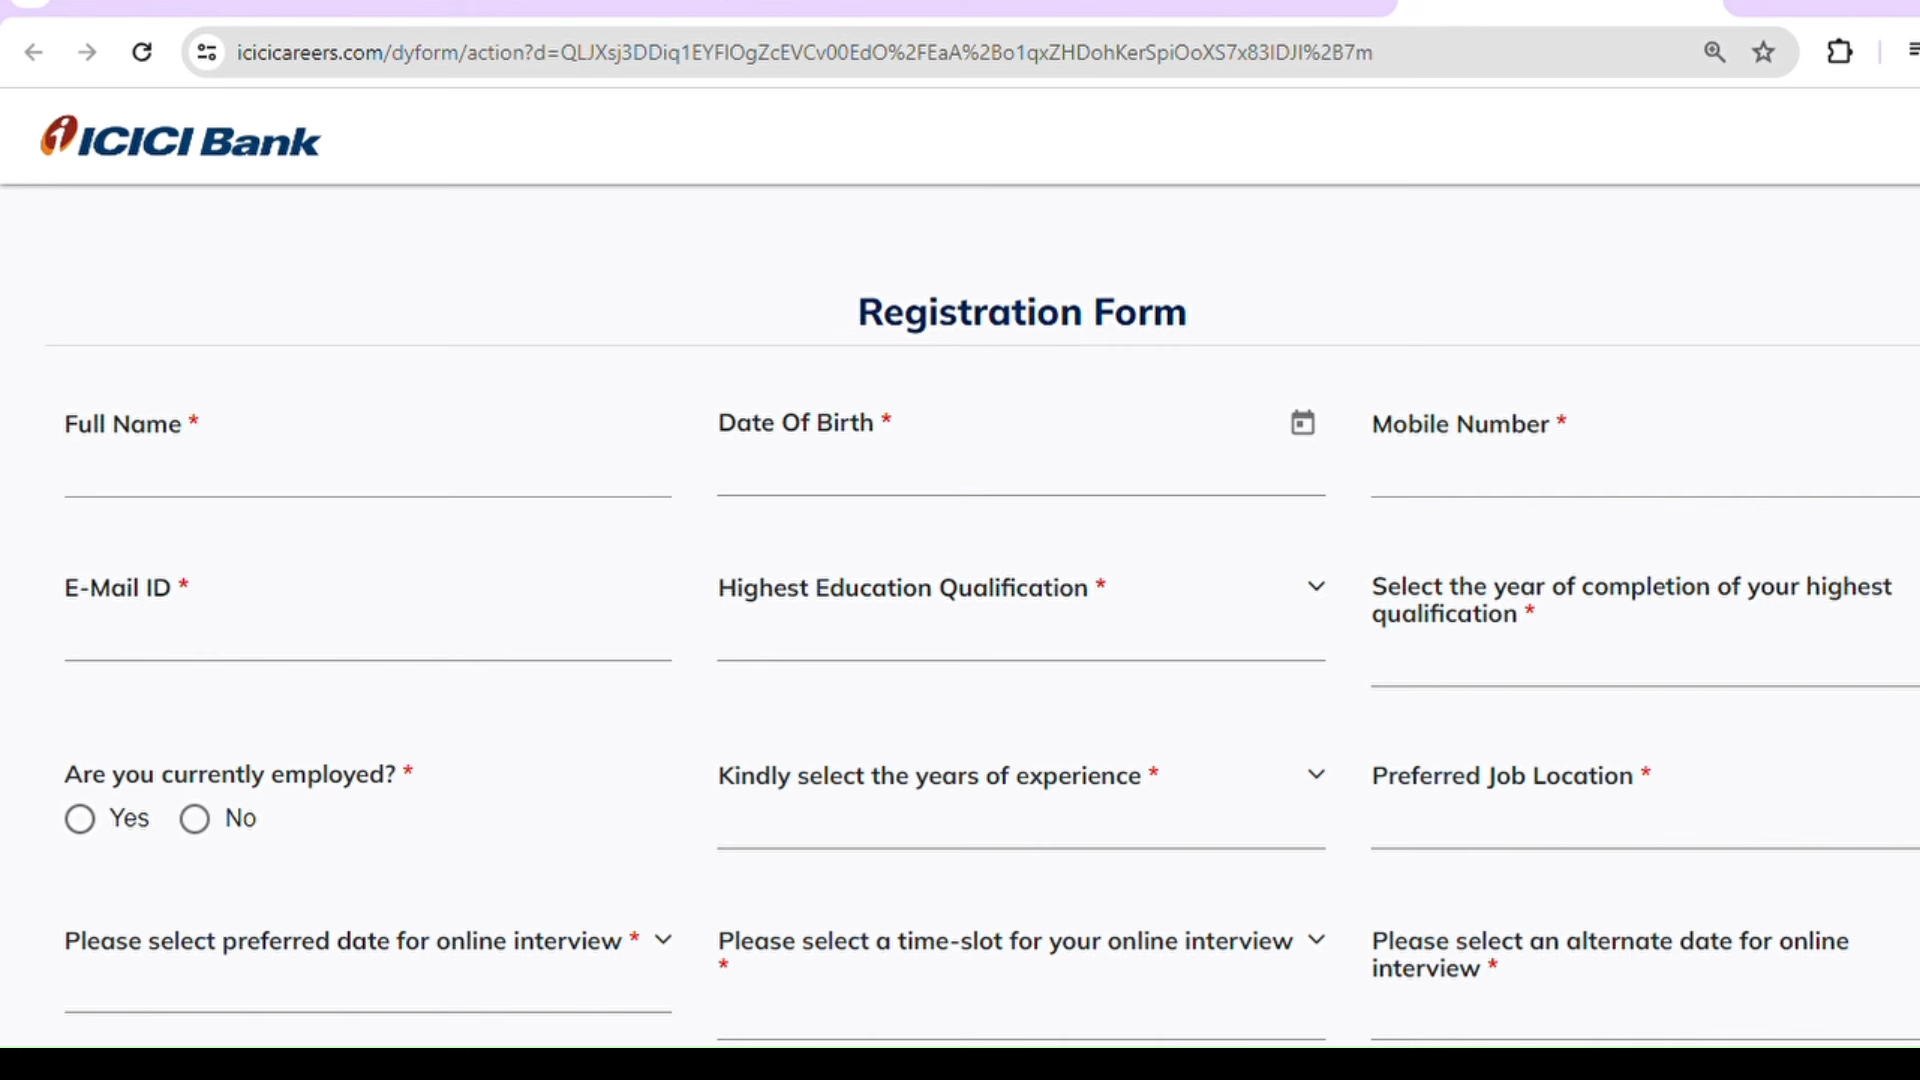 icicicareers.com/dyform/action?d=QLJXsj3DDiq1EYFlOgZcEVCv00EdO%2FEaA%2Bo1qxZHDohKerSpiOoXS7x83IDJI%2B7m
ICICI Bank
Registration Form
Full Name *
Date Of Birth *
Mobile Number *
E-Mail ID *
Highest Education Qualification *
Select the year of completion of your highest
qualification *
Are you currently employed? *
Yes No
Kindly select the years of experience *
Preferred Job Location *
Please select preferred date for online interview *
Please select a time-slot for your online interview
*
Please select an alternate date for online
interview *